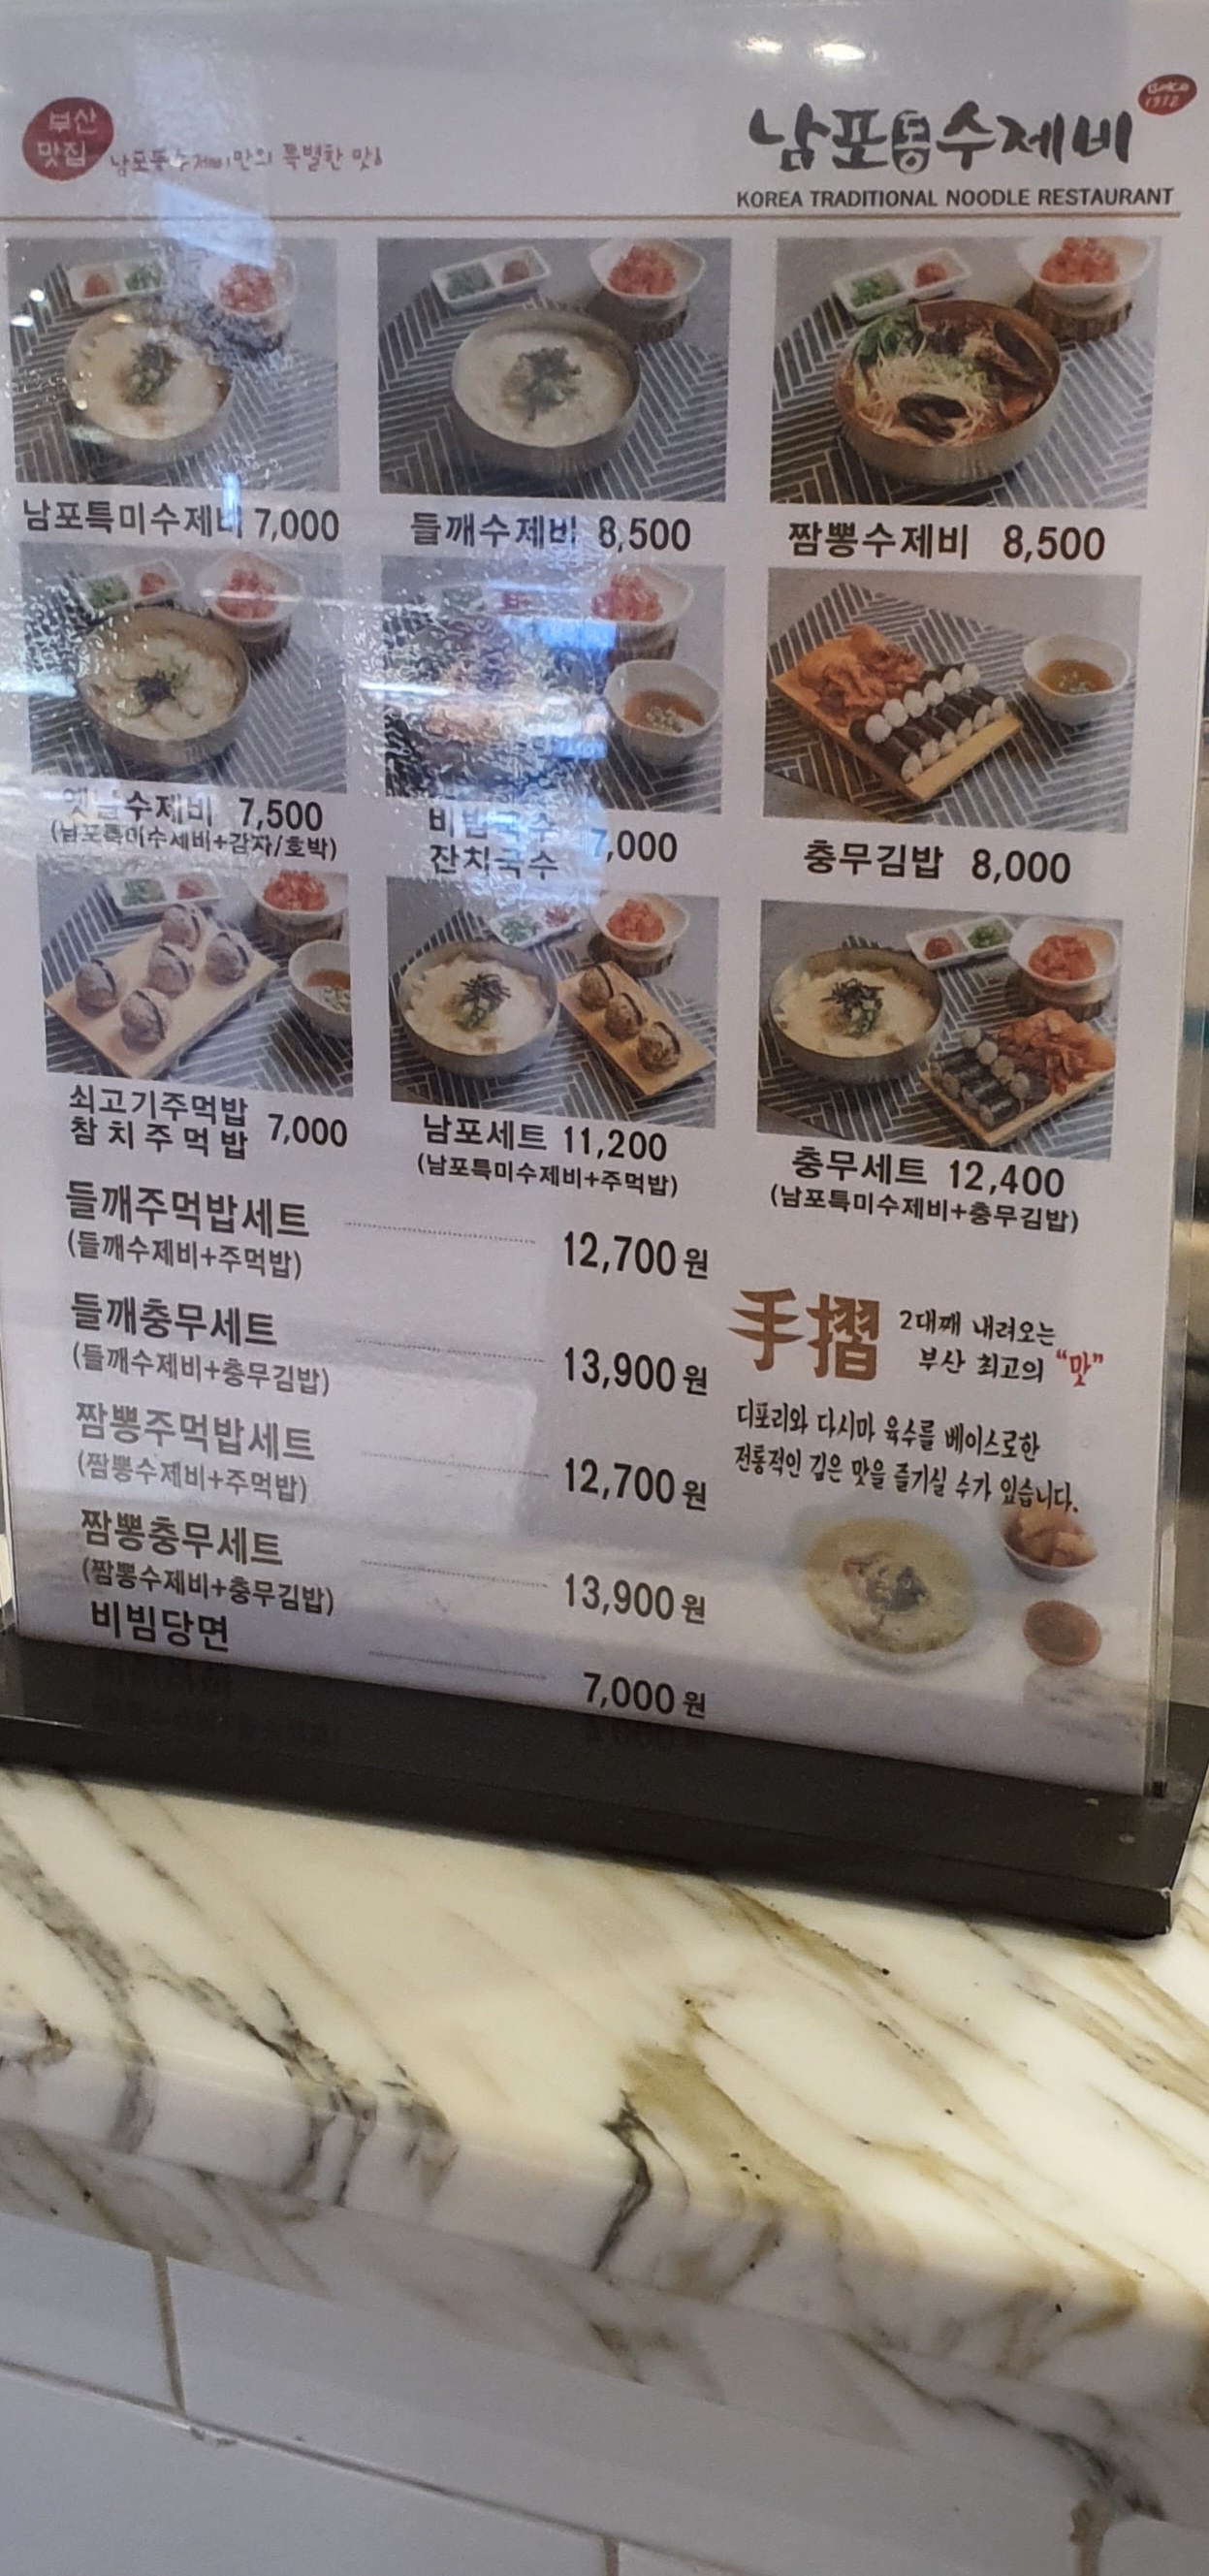 부산
맛집
남포동수제비만의 특별한 맛!
남포동수제비
Since
1972
KOREA TRADITIONAL NOODLE RESTAURANT
남포특미수제비 7,000
들깨수제비 8,500
짬뽕수제비 8,500
옛날수제비 7,500
(남포특미수제비+감자/호박)
비빔국수
잔치국수
7,000
충무김밥 8,000
쇠고기주먹밥
참치주먹밥
7,000
남포세트 11,200
(남포특미수제비+주먹밥)
충무세트 12,400
(남포특미수제비+충무김밥)
들깨주먹밥세트 12,700원
(들깨수제비+주먹밥)
들깨충무세트 13,900원
(들깨수제비+충무김밥)
짬뽕주먹밥세트 12,700원
(짬뽕수제비+주먹밥)
짬뽕충무세트 13,900원
(짬뽕수제비+충무김밥)
비빔당면 7,000원
手摺
2대째 내려오는
부산 최고의 "맛"
디포리와 다시마 육수를 베이스로한
전통적인 깊은 맛을 즐기실 수가 있습니다.